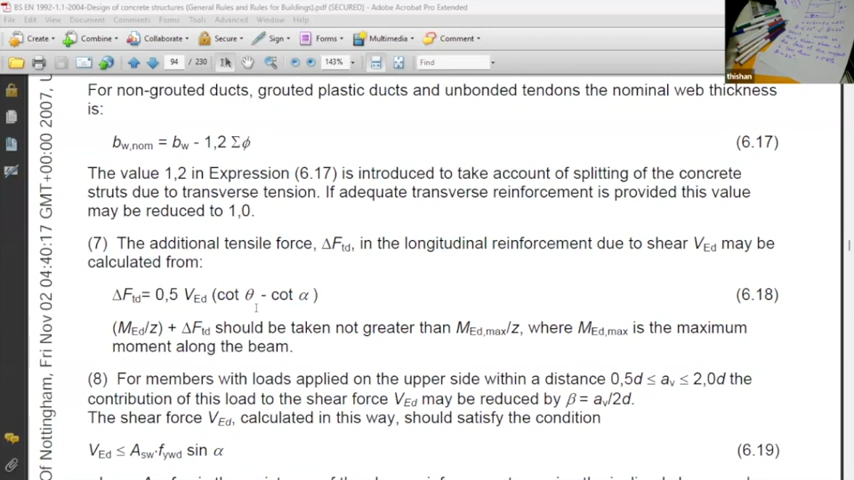 BS EN 1992-1.1-2004-Design of concrete structures (General Rules and Rules for Buildings).pdf (SECURED) - Adobe Acrobat Pro Extended
File Edit View Document Comments Forms Tools Advanced Window Help
Create Combine Collaborate Secure Sign Forms Multimedia Comment
94 / 230 143% Find
thishan
For non-grouted ducts, grouted plastic ducts and unbonded tendons the nominal web thickness
is:
bw,nom = bw - 1,2 Σϕ (6.17)
The value 1,2 in Expression (6.17) is introduced to take account of splitting of the concrete
struts due to transverse tension. If adequate transverse reinforcement is provided this value
may be reduced to 1,0.
(7) The additional tensile force, ΔFtd, in the longitudinal reinforcement due to shear VEd may be
calculated from:
ΔFtd= 0,5 VEd (cot θ - cot α ) (6.18)
(MEd/z) + ΔFtd should be taken not greater than MEd,max/z, where MEd,max is the maximum
moment along the beam.
(8) For members with loads applied on the upper side within a distance 0,5d ≤ av ≤ 2,0d the
contribution of this load to the shear force VEd may be reduced by β = av/2d.
The shear force VEd, calculated in this way, should satisfy the condition
VEd ≤ Asw·fywd sin α (6.19)
Of Nottingham, Fri Nov 02 04:40:17 GMT+00:00 2007,